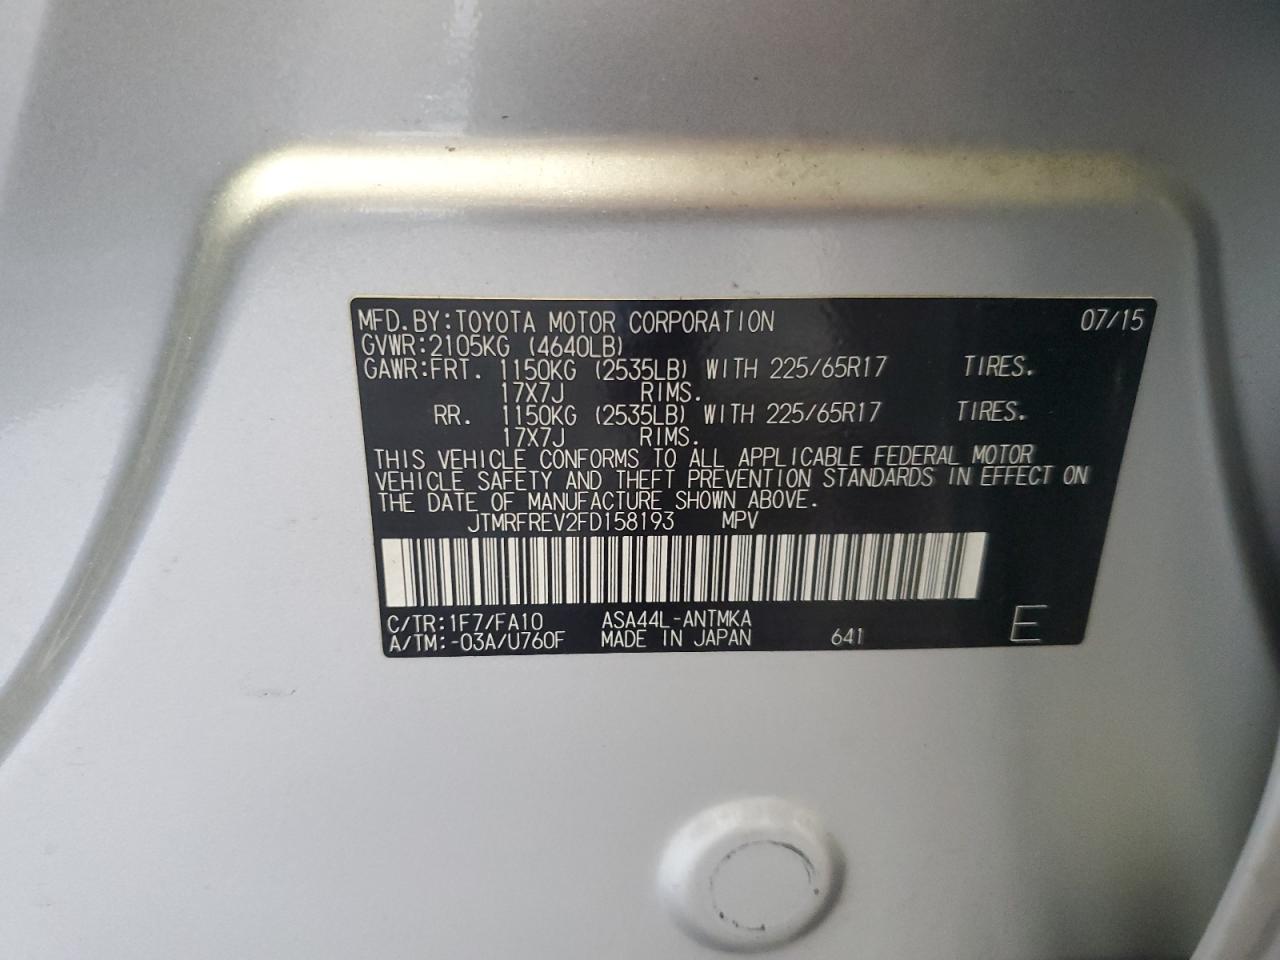 MFD.BY:TOYOTA MOTOR CORPORATION 07/15
GVWR:2105KG (4640LB)
GAWR:FRT. 1150KG (2535LB) WITH 225/65R17 TIRES.
17X7J RIMS.
RR. 1150KG (2535LB) WITH 225/65R17 TIRES.
17X7J RIMS.
THIS VEHICLE CONFORMS TO ALL APPLICABLE FEDERAL MOTOR
VEHICLE SAFETY AND THEFT PREVENTION STANDARDS IN EFFECT ON
THE DATE OF MANUFACTURE SHOWN ABOVE.
JTMRFREV2FD158193 MPV
C/TR:1F7/FA10 ASA44L-ANTMKA
A/TM:-03A/U760F MADE IN JAPAN 641 E